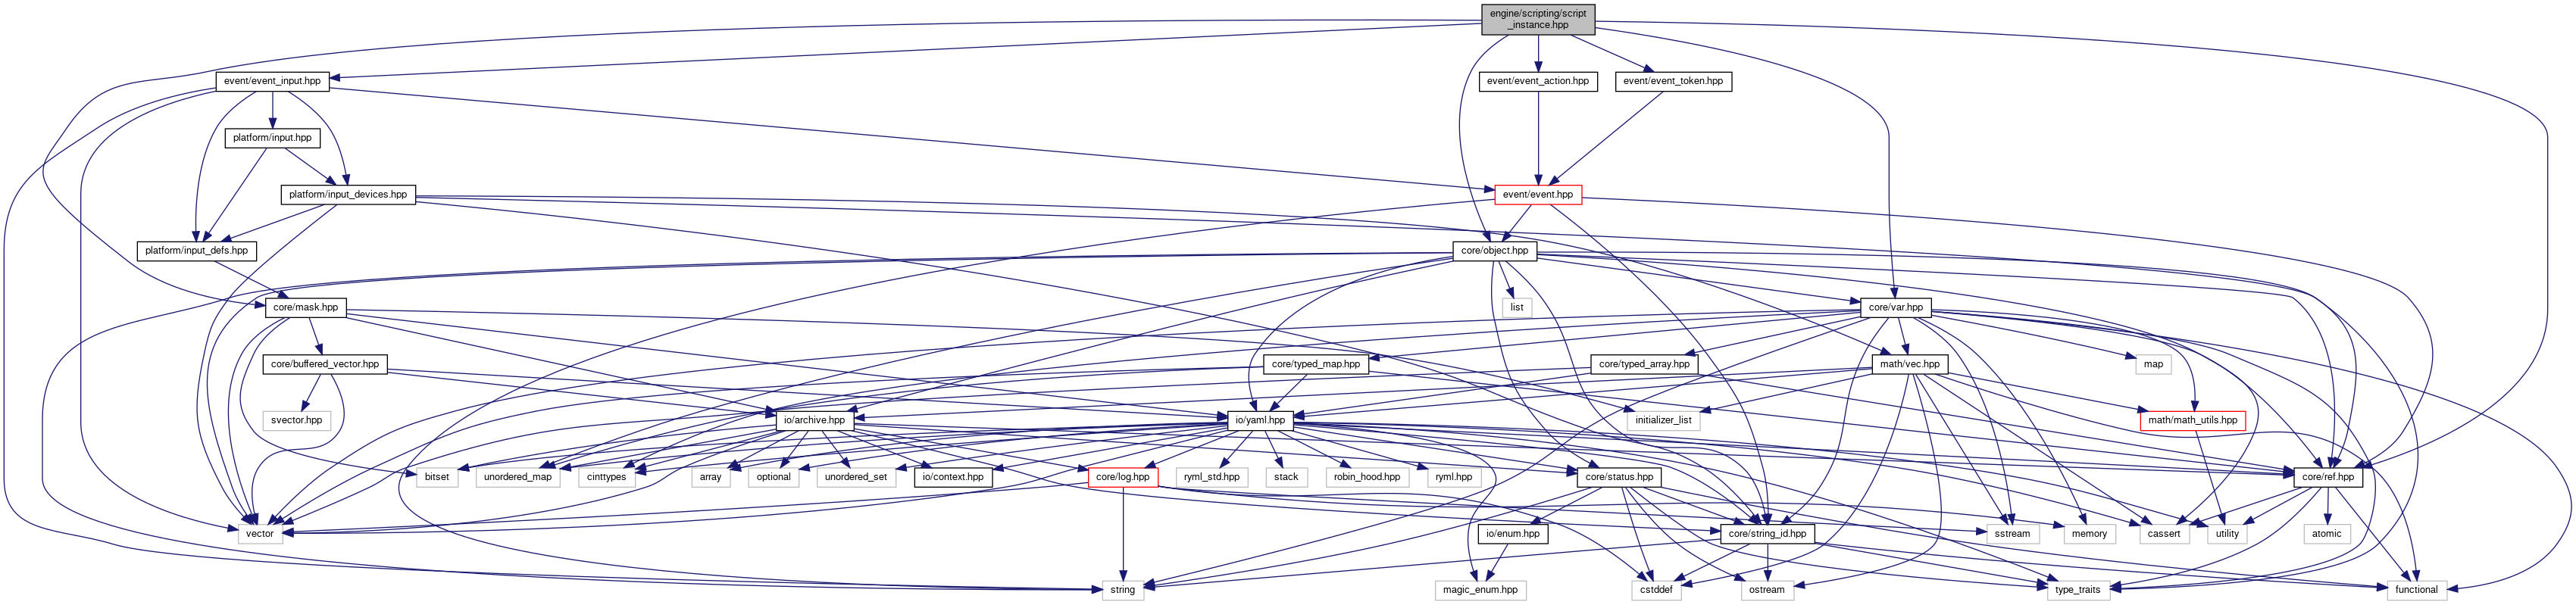 engine/scripting/script
_instance.hpp
event/event_input.hpp
event/event_action.hpp
event/event_token.hpp
platform/input.hpp
platform/input_devices.hpp
event/event.hpp
platform/input_defs.hpp
core/object.hpp
core/mask.hpp
list
core/var.hpp
core/buffered_vector.hpp
core/typed_map.hpp
core/typed_array.hpp
math/vec.hpp
map
svector.hpp
io/archive.hpp
io/yaml.hpp
initializer_list
math/math_utils.hpp
bitset
unordered_map
cinttypes
array
optional
unordered_set
io/context.hpp
core/log.hpp
ryml_std.hpp
stack
core/status.hpp
robin_hood.hpp
ryml.hpp
core/ref.hpp
vector
io/enum.hpp
core/string_id.hpp
sstream
memory
cassert
utility
atomic
string
magic_enum.hpp
cstddef
ostream
type_traits
functional